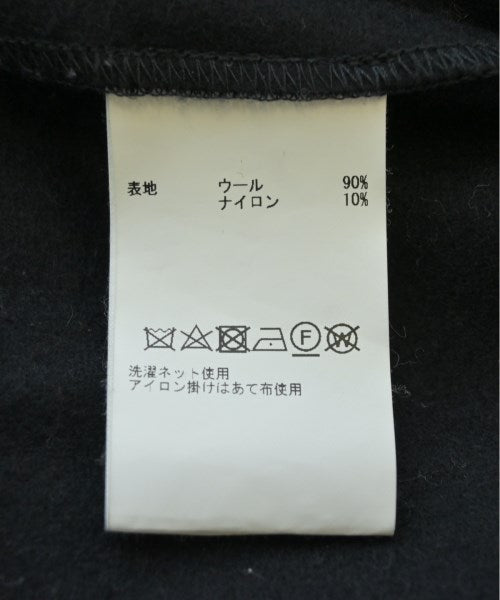 表地 ウール 90%
ナイロン 10%
F W
洗濯ネット使用
アイロン掛けはあて布使用